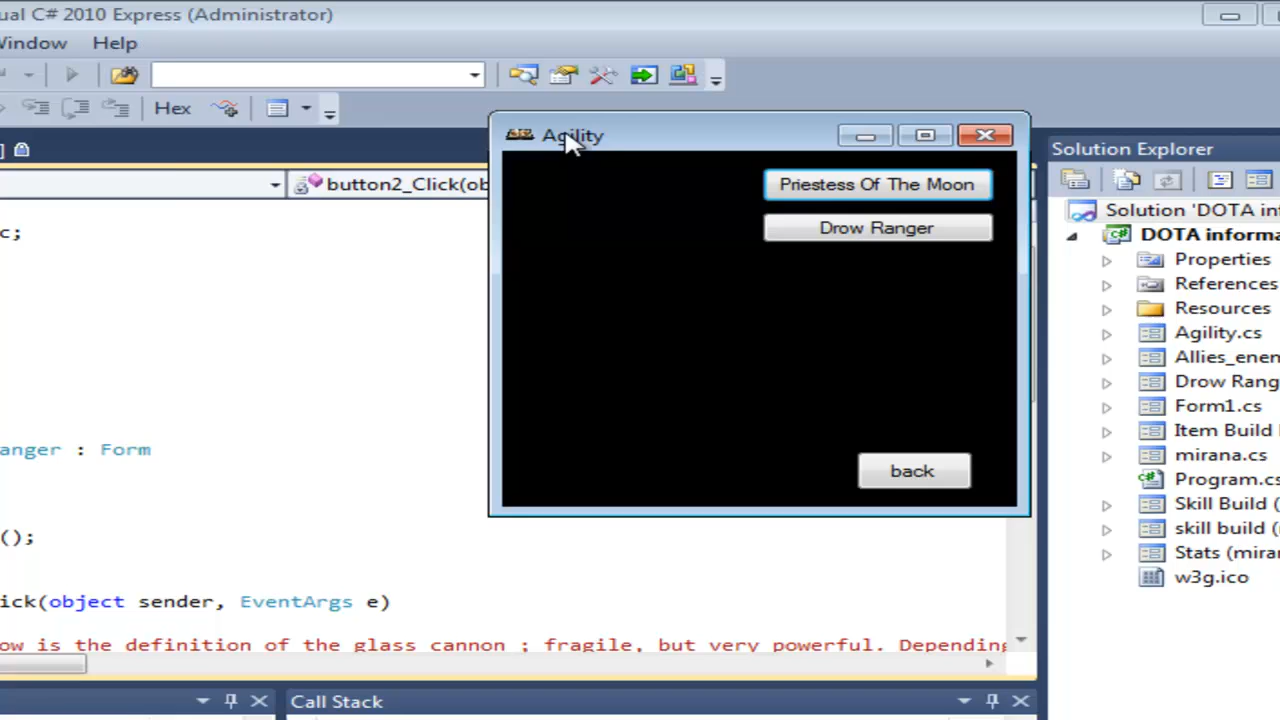 ual C# 2010 Express (Administrator)
Window Help
Hex
Agility
Solution Explorer
button2_Click(ob
Priestess Of The Moon
Solution 'DOTA in
c;
Drow Ranger
DOTA informa
Properties
References
Resources
Agility.cs
Allies_enem
Drow Rang
Form1.cs
Item Build
anger : Form
mirana.cs
back
Program.cs
Skill Build (
skill build (r
();
Stats (miran
w3g.ico
ick(object sender, EventArgs e)
ow is the definition of the glass cannon ; fragile, but very powerful. Depending
Call Stack